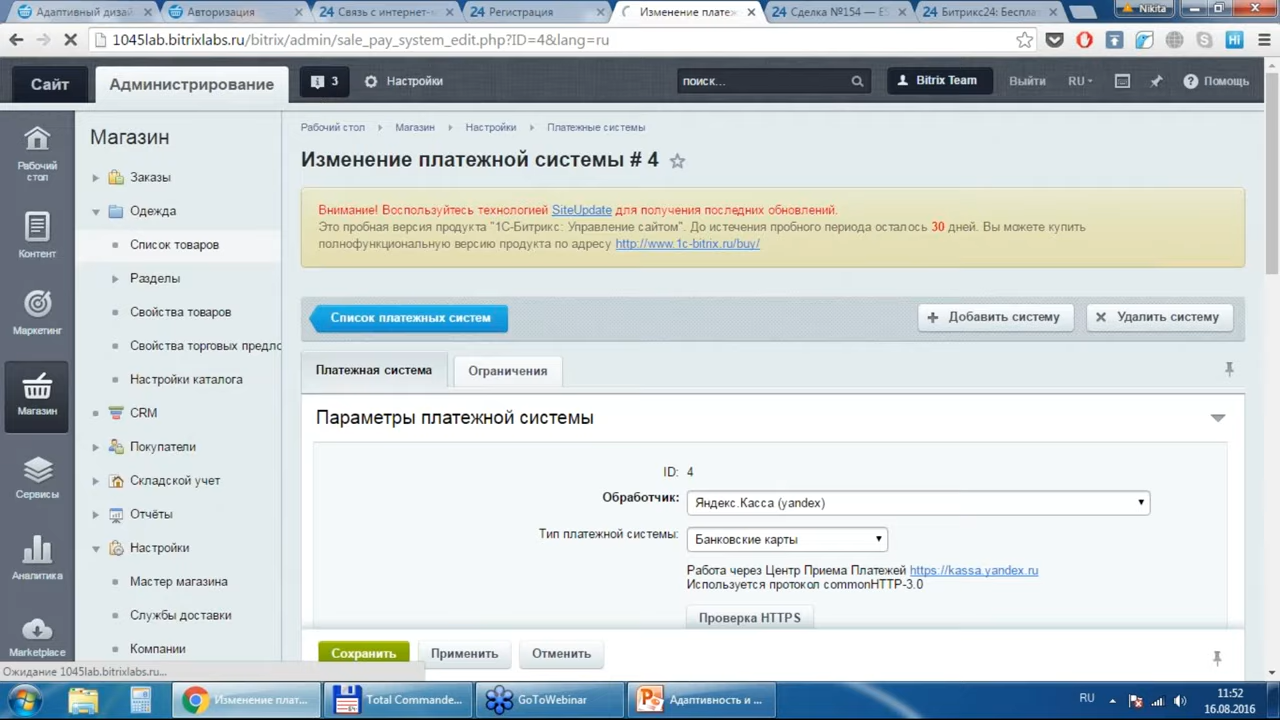 Адаптивный дизай
Авторизация
24 Связь с интернет-
24 Регистрация
Изменение платеж
24 Сделка №154 —
24 Битрикс24: Беспла
Nikita
1045lab.bitrixlabs.ru/bitrix/admin/sale_pay_system_edit.php?ID=4&lang=ru
Hi
Сайт
Администрирование
3
Настройки
поиск...
Bitrix Team
Выйти
RU
Помощь
Рабочий стол
Контент
Маркетинг
Магазин
Сервисы
Аналитика
Marketplace
Магазин
Заказы
Одежда
Список товаров
Разделы
Свойства товаров
Свойства торговых предло
Настройки каталога
CRM
Покупатели
Складской учет
Отчёты
Настройки
Мастер магазина
Службы доставки
Компании
Рабочий стол Магазин Настройки Платежные системы
Изменение платежной системы # 4
Внимание! Воспользуйтесь технологией SiteUpdate для получения последних обновлений.
Это пробная версия продукта "1С-Битрикс: Управление сайтом". До истечения пробного периода осталось 30 дней. Вы можете купить
полнофункциональную версию продукта по адресу http://www.1c-bitrix.ru/buy/
Список платежных систем
Добавить систему
Удалить систему
Платежная система
Ограничения
Параметры платежной системы
ID: 4
Обработчик: Яндекс.Касса (yandex)
Тип платежной системы: Банковские карты
Работа через Центр Приема Платежей https://kassa.yandex.ru
Используется протокол commonHTTP-3.0
Проверка HTTPS
Сохранить
Применить
Отменить
Ожидание 1045lab.bitrixlabs.ru...
Изменение плат...
Total Commande...
GoToWebinar
Адаптивность и ...
RU
11:52
16.08.2016